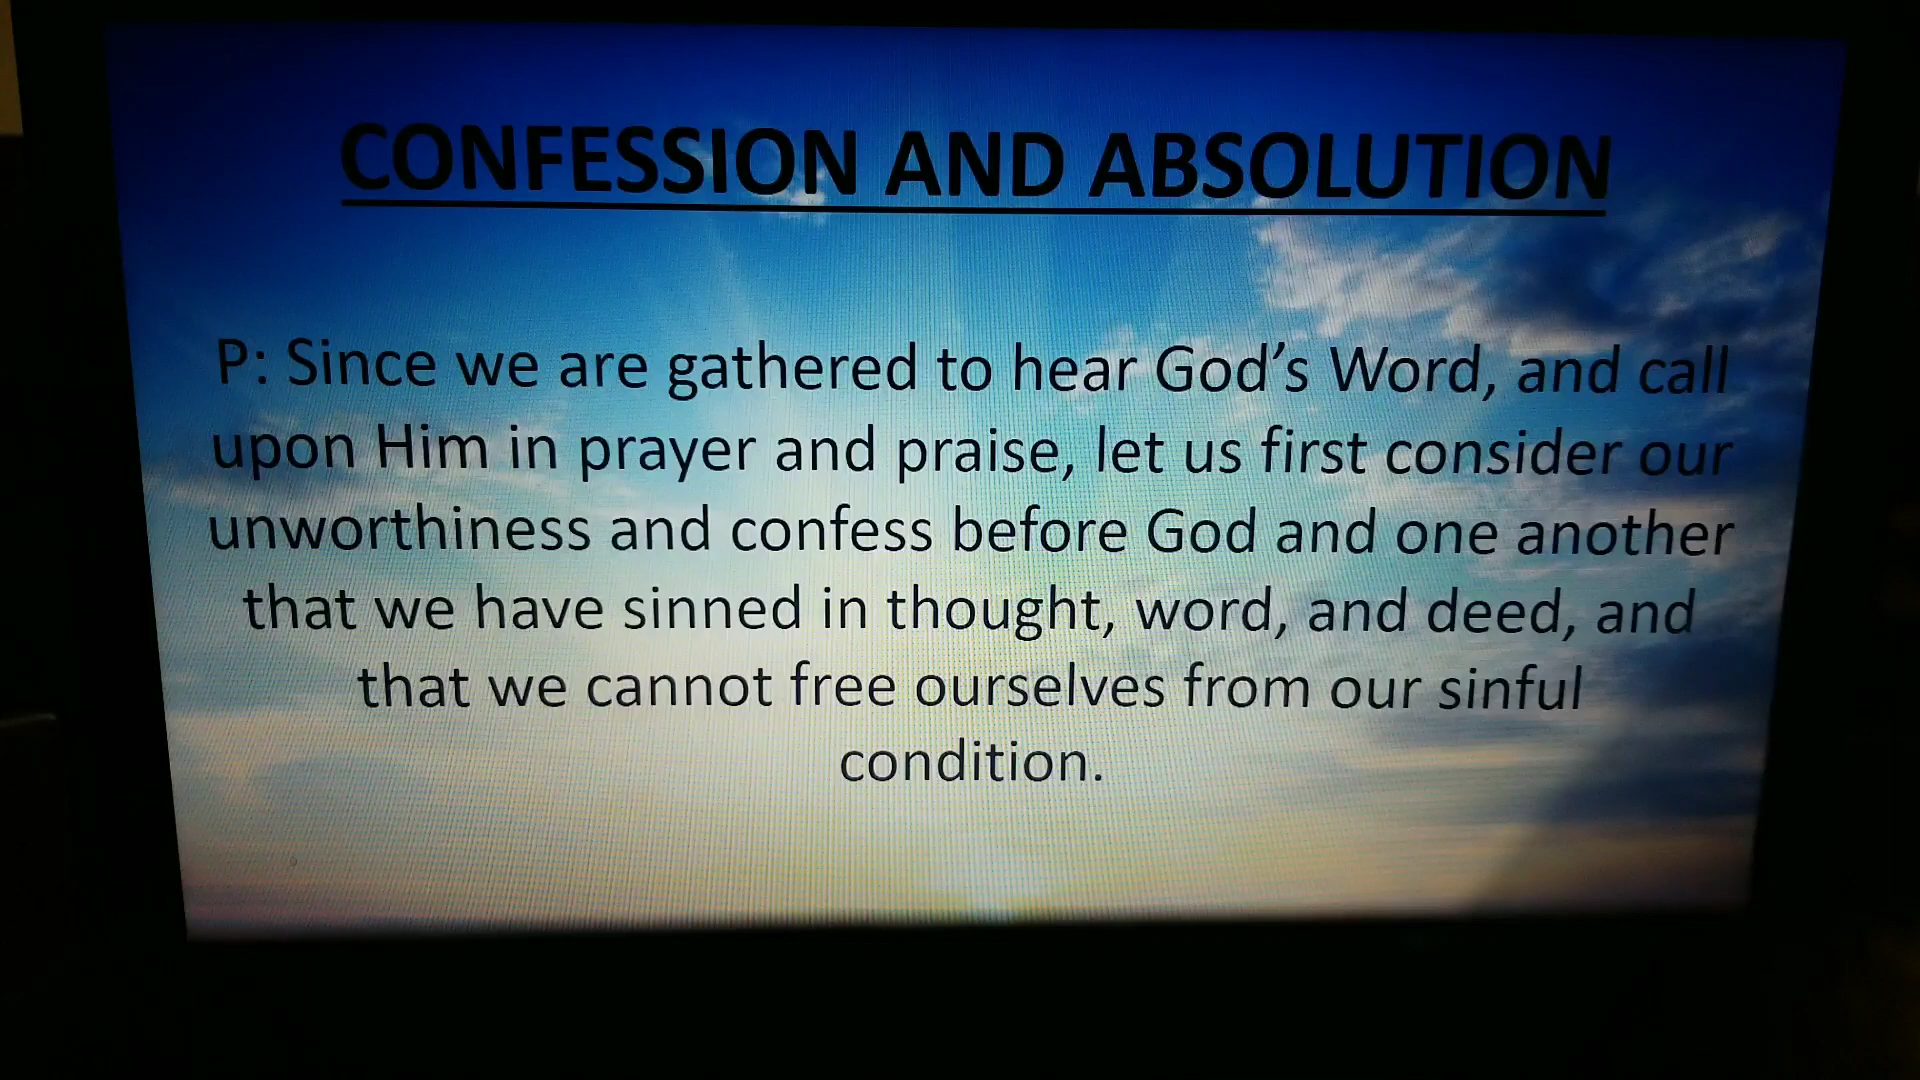 CONFESSION AND ABSOLUTION
P: Since we are gathered to hear God’s Word, and call
upon Him in prayer and praise, let us first consider our
unworthiness and confess before God and one another
that we have sinned in thought, word, and deed, and
that we cannot free ourselves from our sinful
condition.